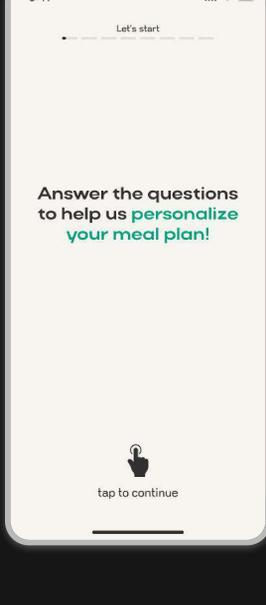 Let's start
Answer the questions
to help us personalize
your meal plan!
tap to continue